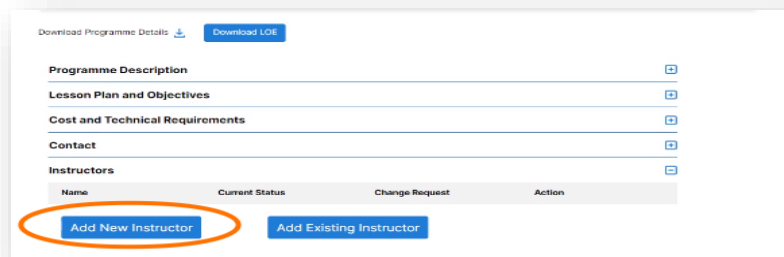 Download Programme Details Download LOE
Programme Description
Lesson Plan and Objectives
Cost and Technical Requirements
Contact
Instructors
Name Current Status Change Request Action
Add New Instructor Add Existing Instructor